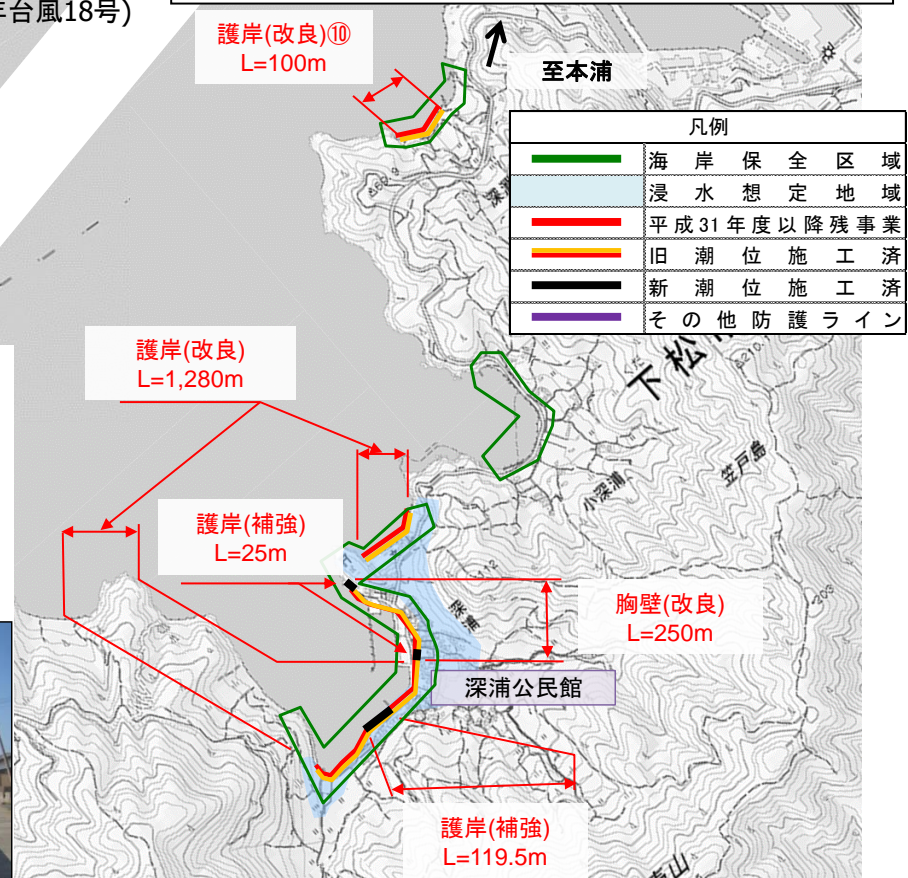 年台風18号)
護岸(改良)⑩
L=100m
至本浦
凡例
海岸保全区域
浸水想定地域
平成31年度以降残事業
旧潮位施工済
新潮位施工済
その他防護ライン
護岸(改良)
L=1,280m
下松
笠戸島
小深浦
護岸(補強)
L=25m
112
深浦
胸壁(改良)
L=250m
203
深浦公民館
護岸(補強)
L=119.5m